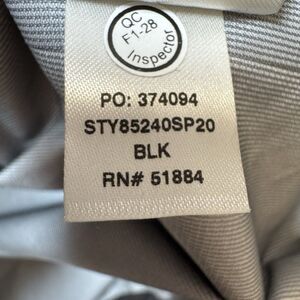 QC
F1-28
Inspector
PO: 374094
STY85240SP20
BLK
RN# 51884